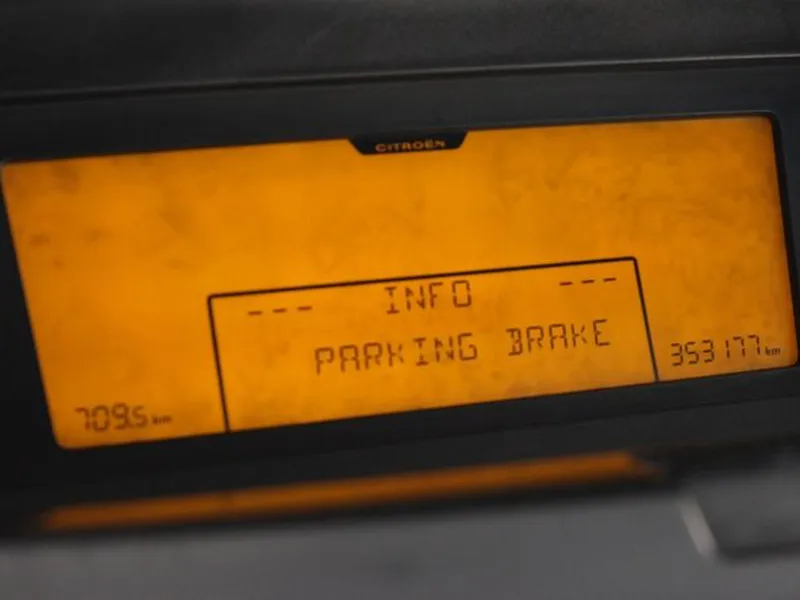 CITROËN
--- INFO ---
PARKING BRAKE
709.5 km
353177 km